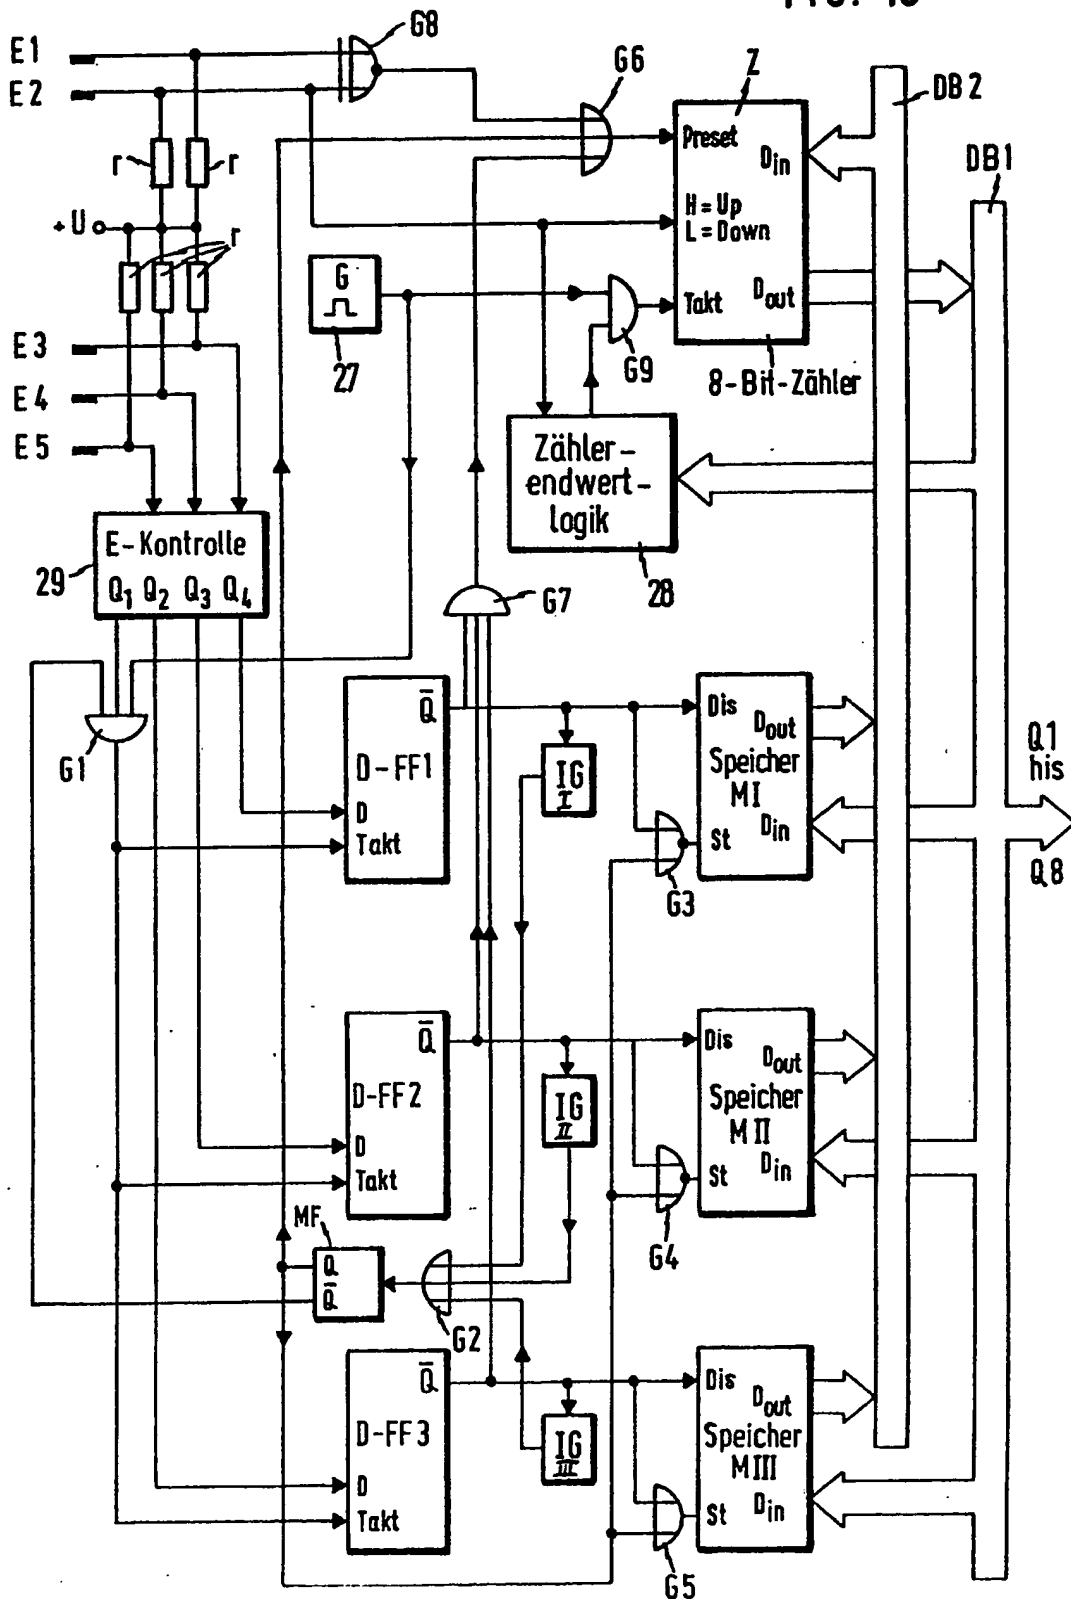 E1
E2
G8
G6
Z
DB2
DB1
Preset
Din
H=Up
L=Down
Takt
Dout
8-Bit-Zähler
r
r
+U
r
G
27
G9
E3
E4
E5
Zähler-
endwert-
logik
28
E-Kontrolle
Q1 Q2 Q3 Q4
29
G7
G1
Q̅
D-FF1
D
Takt
IG
I
G3
Dis
Dout
Speicher
MI
Din
St
Q1
his
Q8
Q̅
D-FF2
D
Takt
IG
II
G4
Dis
Dout
Speicher
MII
Din
St
MF
Q
Q̅
G2
Q̅
D-FF3
D
Takt
IG
III
G5
Dis
Dout
Speicher
MIII
Din
St